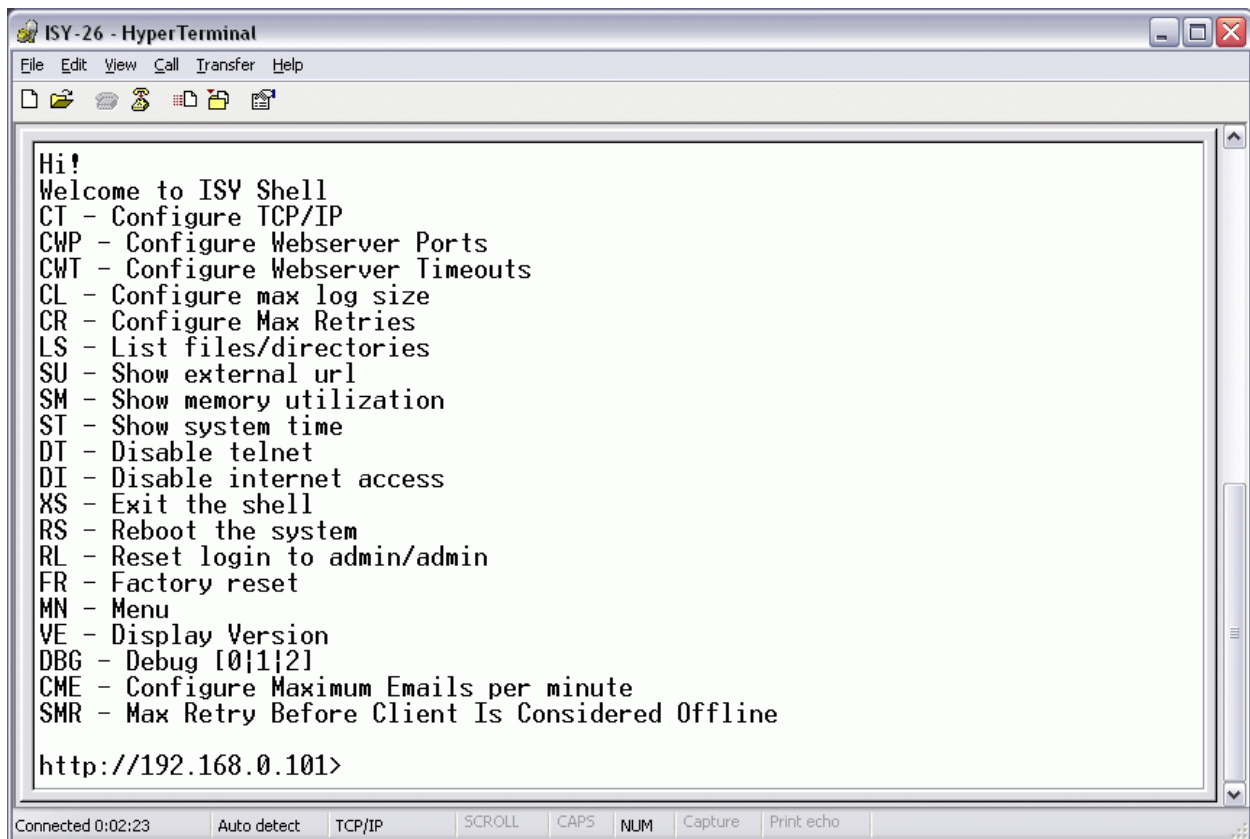 ISY-26 - HyperTerminal
File Edit View Call Transfer Help
Hi!
Welcome to ISY Shell
CT - Configure TCP/IP
CWP - Configure Webserver Ports
CWT - Configure Webserver Timeouts
CL - Configure max log size
CR - Configure Max Retries
LS - List files/directories
SU - Show external url
SM - Show memory utilization
ST - Show system time
DT - Disable telnet
DI - Disable internet access
XS - Exit the shell
RS - Reboot the system
RL - Reset login to admin/admin
FR - Factory reset
MN - Menu
VE - Display Version
DBG - Debug [0¦1¦2]
CME - Configure Maximum Emails per minute
SMR - Max Retry Before Client Is Considered Offline
http://192.168.0.101>
Connected 0:02:23 Auto detect TCP/IP SCROLL CAPS NUM Capture Print echo